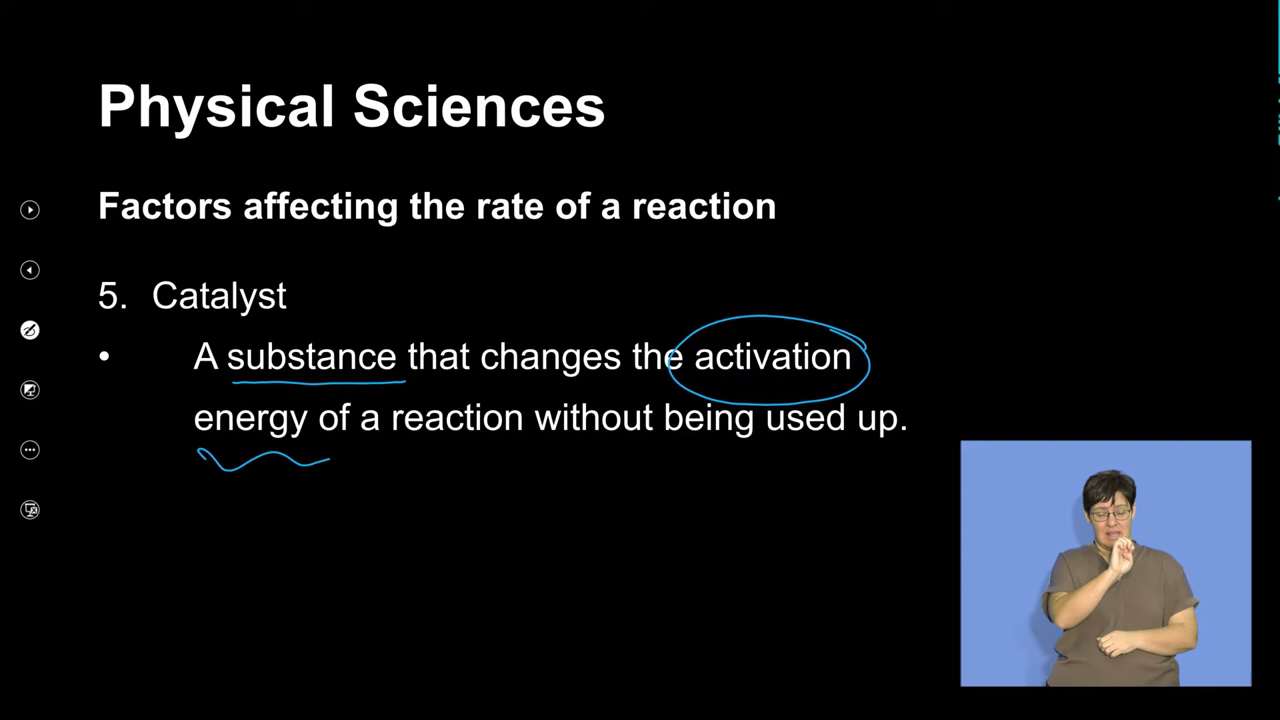 Physical Sciences
Factors affecting the rate of a reaction
5. Catalyst
• A substance that changes the activation
energy of a reaction without being used up.